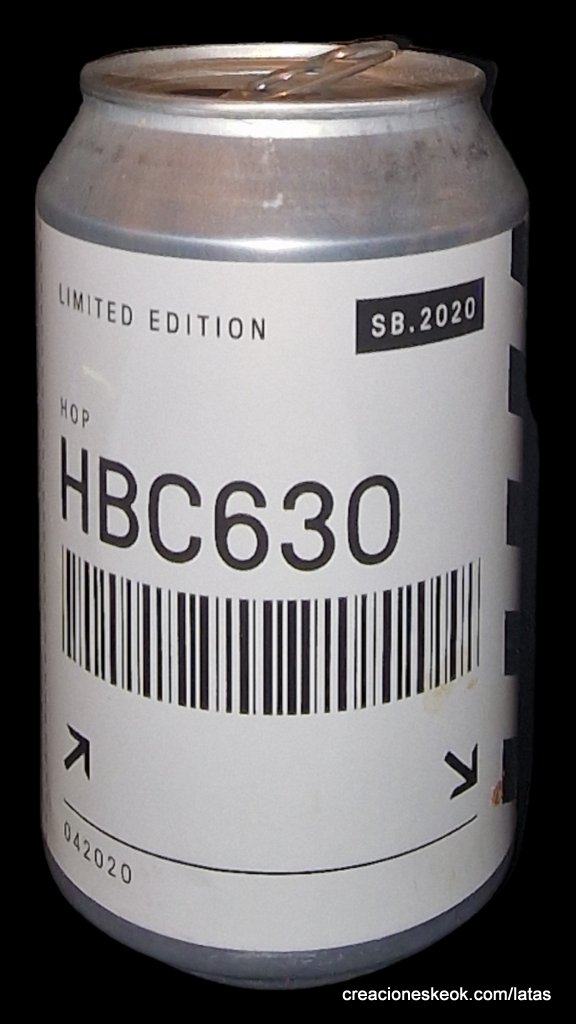 LIMITED EDITION
SB.2020
HOP
HBC630
042020
creacioneskeok.com/latas